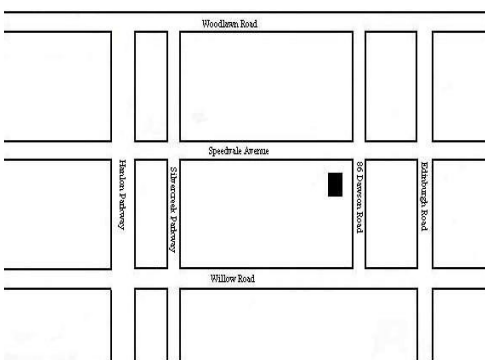 Woodlawn Road
Speedvale Avenue
Hanlon Parkway
Silvercreek Parkway
86 Dawson Road
Edinburgh Road
Willow Road